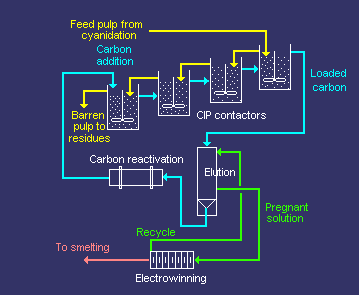 Feed pulp from
cyanidation
Carbon
addition
Loaded
carbon
Barren
pulp to
residues
CIP contactors
Carbon reactivation
Elution
Pregnant
solution
Recycle
To smelting
Electrowinning